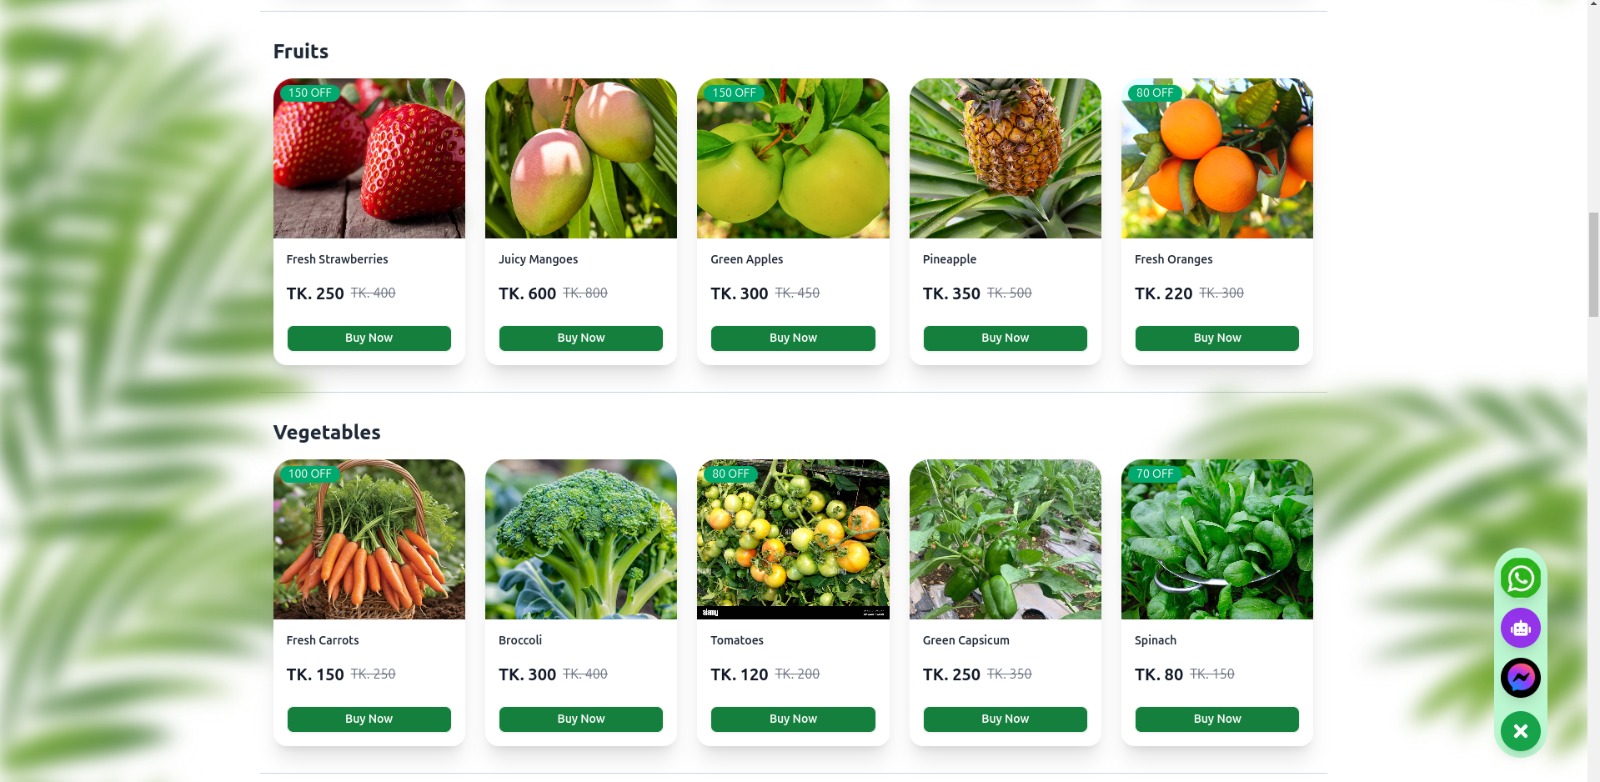 Fruits
150 OFF
150 OFF
80 OFF
Fresh Strawberries
Juicy Mangoes
Green Apples
Pineapple
Fresh Oranges
TK. 250 TK. 400
TK. 600 TK. 800
TK. 300 TK. 450
TK. 350 TK. 500
TK. 220 TK. 300
Buy Now
Buy Now
Buy Now
Buy Now
Buy Now
Vegetables
100 OFF
80 OFF
70 OFF
alamy
Fresh Carrots
Broccoli
Tomatoes
Green Capsicum
Spinach
TK. 150 TK. 250
TK. 300 TK. 400
TK. 120 TK. 200
TK. 250 TK. 350
TK. 80 TK. 150
Buy Now
Buy Now
Buy Now
Buy Now
Buy Now